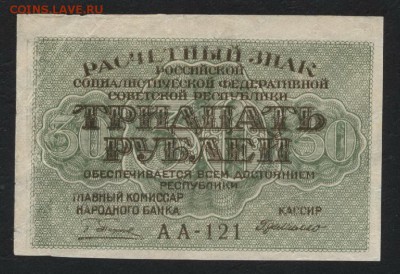 COINS.LAVE.RU
РАСЧЕТНЫЙ ЗНАК
РОССИЙСКОЙ
СОЦИАЛИСТИЧЕСКОЙ ФЕДЕРАТИВНОЙ
СОВЕТСКОЙ РЕСПУБЛИКИ
30 ТРИДЦАТЬ 30
РУБЛЕЙ
ОБЕСПЕЧИВАЕТСЯ ВСЕМ ДОСТОЯНИЕМ
РЕСПУБЛИКИ
ГЛАВНЫЙ КОМИССАР
НАРОДНОГО БАНКА
КАССИР
АА-121